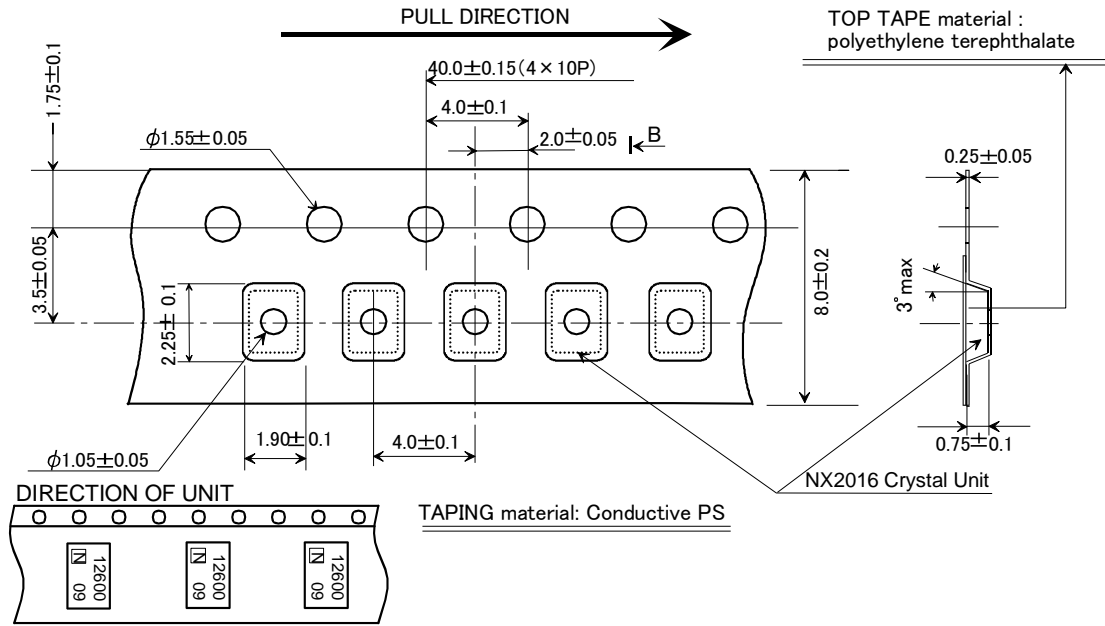 PULL DIRECTION
TOP TAPE material :
polyethylene terephthalate
1.75±0.1
40.0±0.15(4×10P)
4.0±0.1
φ1.55±0.05
2.0±0.05
B
0.25±0.05
3.5±0.05
2.25± 0.1
8.0±0.2
3°max
1.90±0.1
4.0±0.1
φ1.05±0.05
0.75±0.1
NX2016 Crystal Unit
DIRECTION OF UNIT
TAPING material: Conductive PS
12600
N 09
12600
N 09
12600
N 09